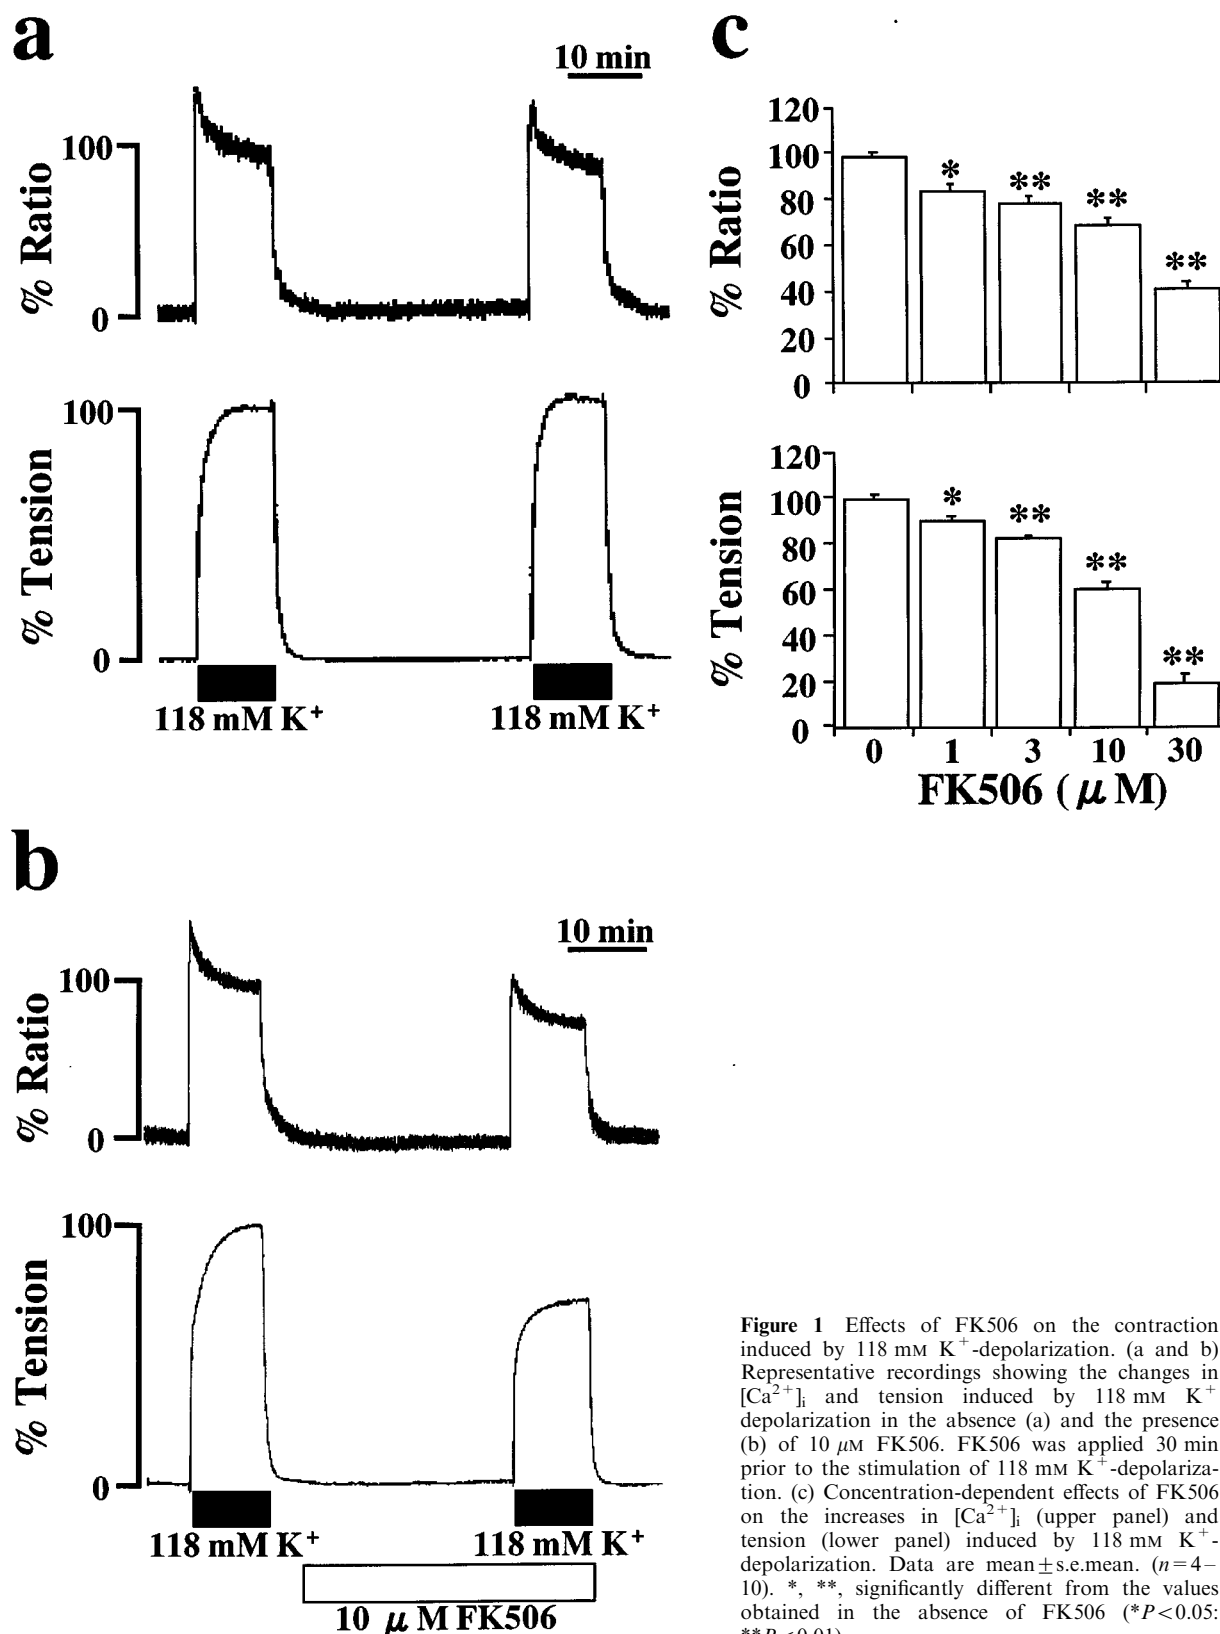 a
10 min
100
0
% Ratio
100
0
% Tension
118 mM K+
118 mM K+
c
120
100
80
60
40
20
0
% Ratio
*
**
**
**
120
100
80
60
40
20
0
% Tension
*
**
**
**
0 1 3 10 30
FK506 (μM)
b
10 min
100
0
% Ratio
100
0
% Tension
118 mM K+
118 mM K+
10 μM FK506
Figure 1 Effects of FK506 on the contraction
induced by 118 mM K+-depolarization. (a and b)
Representative recordings showing the changes in
[Ca2+]i and tension induced by 118 mM K+
depolarization in the absence (a) and the presence
(b) of 10 μM FK506. FK506 was applied 30 min
prior to the stimulation of 118 mM K+-depolariza-
tion. (c) Concentration-dependent effects of FK506
on the increases in [Ca2+]i (upper panel) and
tension (lower panel) induced by 118 mM K+-
depolarization. Data are mean±s.e.mean. (n=4–
10). *, **, significantly different from the values
obtained in the absence of FK506 (*P<0.05:
**P<0.01)